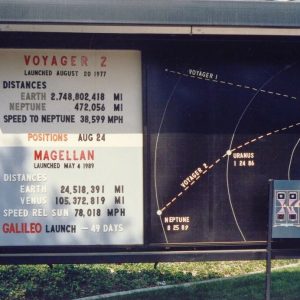 VOYAGER 2
LAUNCHED AUGUST 20 1977
DISTANCES
EARTH 2,748,802,418 MI
NEPTUNE 472,056 MI
SPEED TO NEPTUNE 38,599 MPH
POSITIONS AUG 24
MAGELLAN
LAUNCHED MAY 4 1989
DISTANCES
EARTH 24,518,391 MI
VENUS 105,372,819 MI
SPEED REL SUN 78,018 MPH
GALILEO LAUNCH - 49 DAYS
VOYAGER 1
VOYAGER 2
URANUS
1 24 86
NEPTUNE
8 25 89